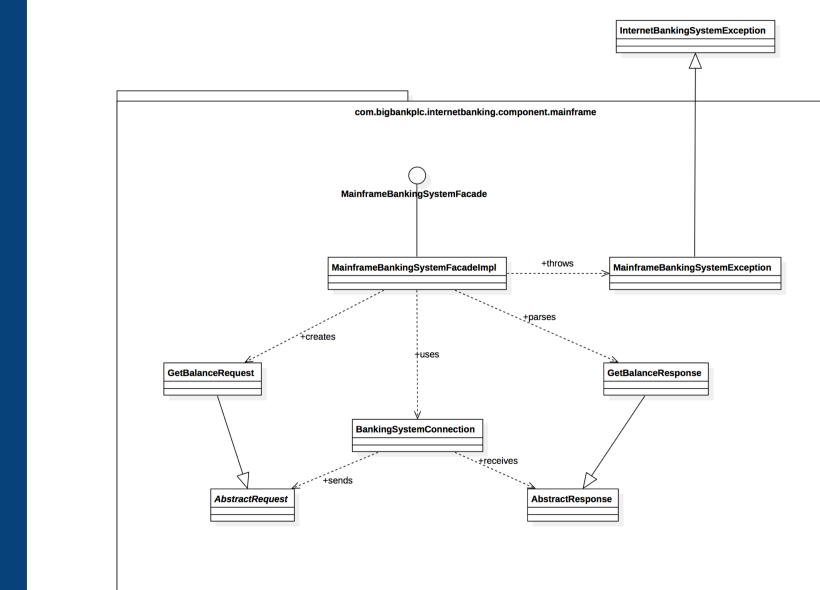 InternetBankingSystemException
com.bigbankplc.internetbanking.component.mainframe
MainframeBankingSystemFacade
MainframeBankingSystemFacadeImpl
+throws
MainframeBankingSystemException
+creates
+uses
+parses
GetBalanceRequest
GetBalanceResponse
BankingSystemConnection
+sends
+receives
AbstractRequest
AbstractResponse